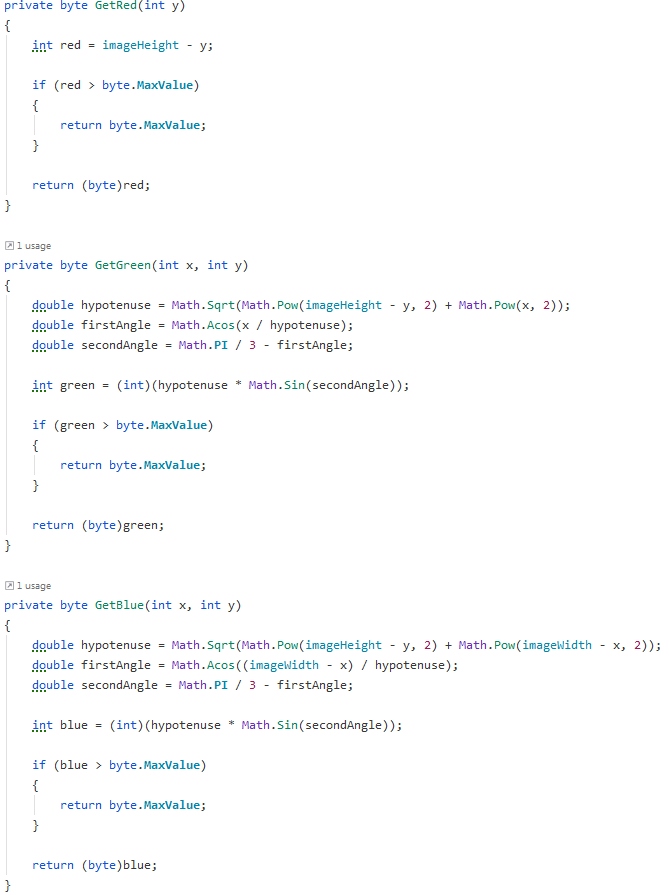 private byte GetRed(int y)
{
    int red = imageHeight - y;

    if (red > byte.MaxValue)
    {
        return byte.MaxValue;
    }

    return (byte)red;
}

1 usage
private byte GetGreen(int x, int y)
{
    double hypotenuse = Math.Sqrt(Math.Pow(imageHeight - y, 2) + Math.Pow(x, 2));
    double firstAngle = Math.Acos(x / hypotenuse);
    double secondAngle = Math.PI / 3 - firstAngle;

    int green = (int)(hypotenuse * Math.Sin(secondAngle));

    if (green > byte.MaxValue)
    {
        return byte.MaxValue;
    }

    return (byte)green;
}

1 usage
private byte GetBlue(int x, int y)
{
    double hypotenuse = Math.Sqrt(Math.Pow(imageHeight - y, 2) + Math.Pow(imageWidth - x, 2));
    double firstAngle = Math.Acos((imageWidth - x) / hypotenuse);
    double secondAngle = Math.PI / 3 - firstAngle;

    int blue = (int)(hypotenuse * Math.Sin(secondAngle));

    if (blue > byte.MaxValue)
    {
        return byte.MaxValue;
    }

    return (byte)blue;
}